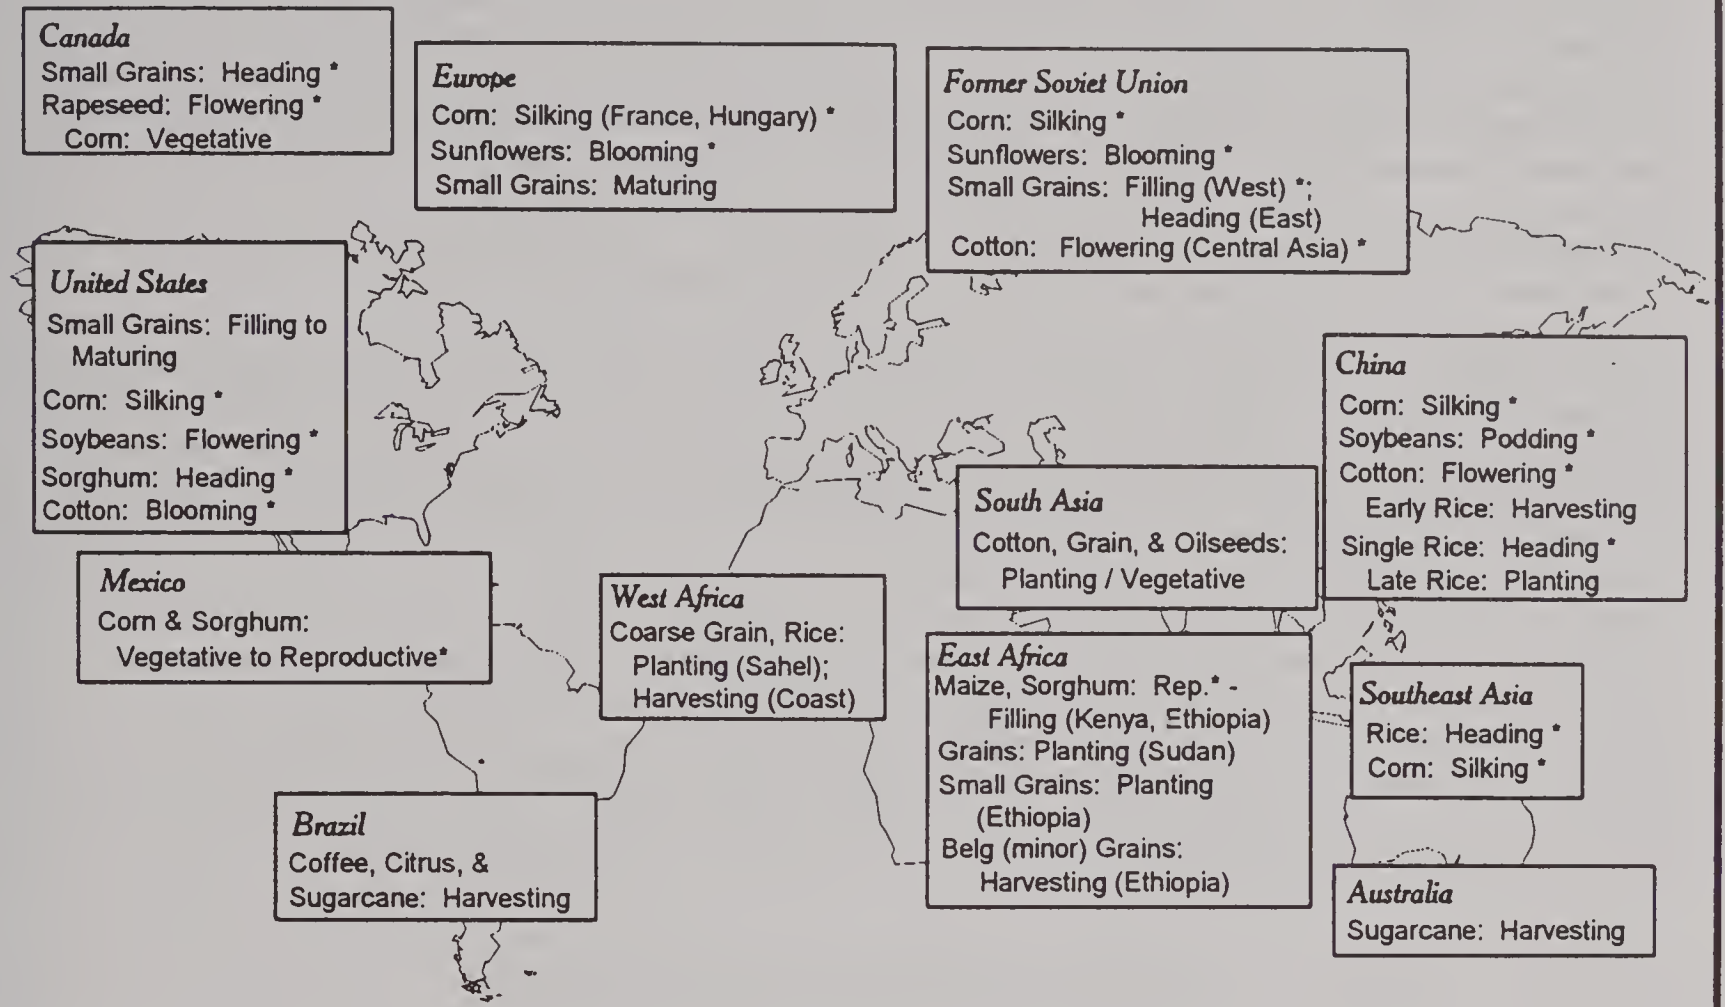 Canada
Small Grains: Heading *
Rapeseed: Flowering *
Corn: Vegetative
Europe
Corn: Silking (France, Hungary) *
Sunflowers: Blooming *
Small Grains: Maturing
Former Soviet Union
Corn: Silking *
Sunflowers: Blooming *
Small Grains: Filling (West) *;
Heading (East)
Cotton: Flowering (Central Asia) *
United States
Small Grains: Filling to
Maturing
Corn: Silking *
Soybeans: Flowering *
Sorghum: Heading *
Cotton: Blooming *
China
Corn: Silking *
Soybeans: Podding *
Cotton: Flowering *
Early Rice: Harvesting
Single Rice: Heading *
Late Rice: Planting
South Asia
Cotton, Grain, & Oilseeds:
Planting / Vegetative
Mexico
Corn & Sorghum:
Vegetative to Reproductive*
West Africa
Coarse Grain, Rice:
Planting (Sahel);
Harvesting (Coast)
East Africa
Maize, Sorghum: Rep.* -
Filling (Kenya, Ethiopia)
Grains: Planting (Sudan)
Small Grains: Planting
(Ethiopia)
Belg (minor) Grains:
Harvesting (Ethiopia)
Southeast Asia
Rice: Heading *
Corn: Silking *
Brazil
Coffee, Citrus, &
Sugarcane: Harvesting
Australia
Sugarcane: Harvesting